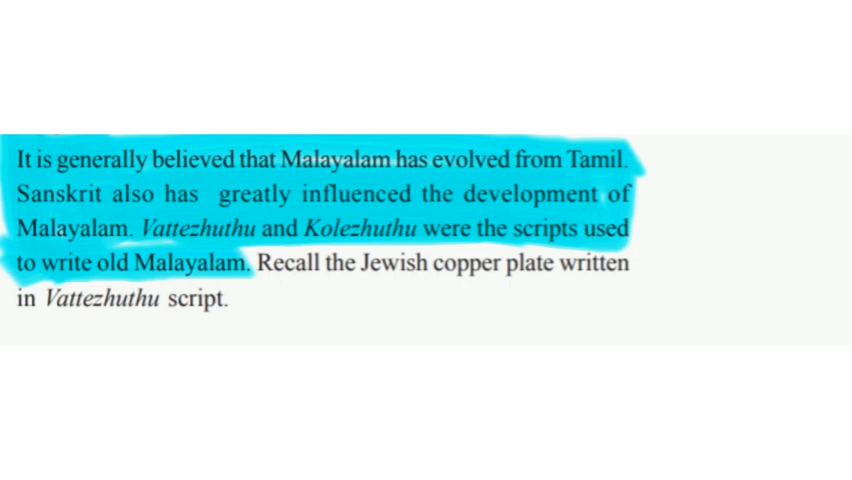 It is generally believed that Malayalam has evolved from Tamil.
Sanskrit also has greatly influenced the development of
Malayalam. Vattezhuthu and Kolezhuthu were the scripts used
to write old Malayalam. Recall the Jewish copper plate written
in Vattezhuthu script.